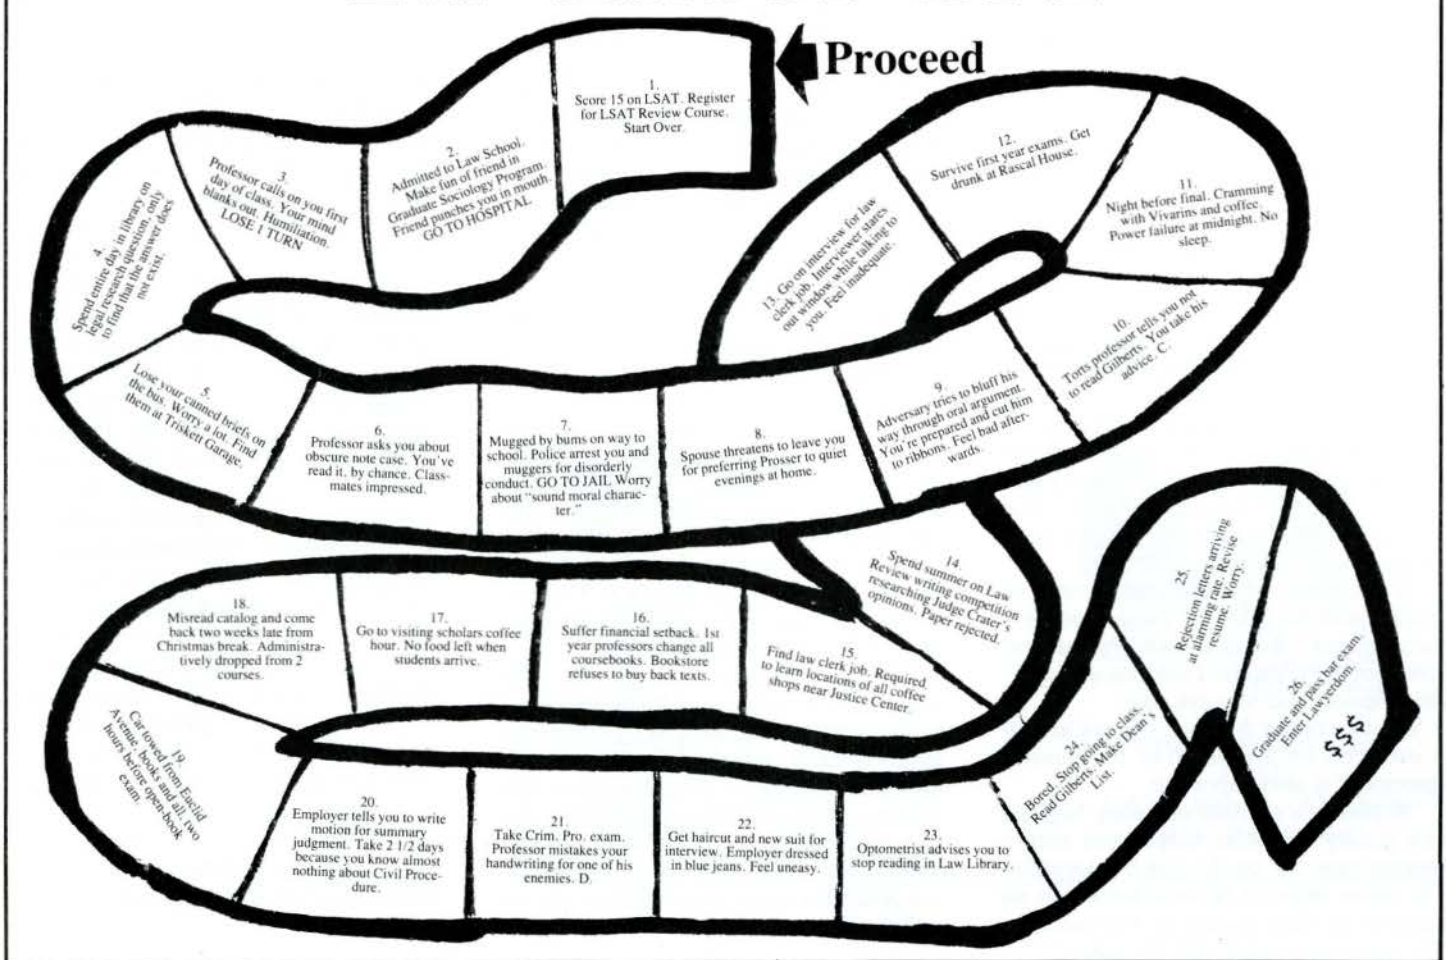 Proceed
1.
Score 15 on LSAT. Register
for LSAT Review Course.
Start Over.
2.
Admitted to Law School.
Make fun of friend in
Graduate Sociology Program.
Friend punches you in mouth.
GO TO HOSPITAL
3.
Professor calls on you first
day of class. Your mind
blanks out. Humiliation.
LOSE 1 TURN
4.
Spend entire day in library on
legal research question, only
to find that the answer does
not exist.
5.
Lose your canned briefs on
the bus. Worry a lot. Find
them at Triskett Garage.
6.
Professor asks you about
obscure note case. You've
read it, by chance. Class-
mates impressed.
7.
Mugged by bums on way to
school. Police arrest you and
muggers for disorderly
conduct. GO TO JAIL Worry
about "sound moral charac-
ter."
8.
Spouse threatens to leave you
for preferring Prosser to quiet
evenings at home.
9.
Adversary tries to bluff his
way through oral argument.
You're prepared and cut him
to ribbons. Feel bad after-
wards.
10.
Torts professor tells you not
to read Gilberts. You take his
advice. C.
11.
Night before final. Cramming
with Vivarins and coffee.
Power failure at midnight. No
sleep.
12.
Survive first year exams. Get
drunk at Rascal House.
13. Go on interview for law
clerk job. Interviewer stares
out window while talking to
you. Feel inadequate.
14.
Spend summer on Law
Review writing competition
researching Judge Crater's
opinions. Paper rejected.
15.
Find law clerk job. Required
to learn locations of all coffee
shops near Justice Center.
16.
Suffer financial setback. 1st
year professors change all
coursebooks. Bookstore
refuses to buy back texts.
17.
Go to visiting scholars coffee
hour. No food left when
students arrive.
18.
Misread catalog and come
back two weeks late from
Christmas break. Administra-
tively dropped from 2
courses.
19.
Car towed from Euclid
Avenue, books and all, two
hours before open-book
exam.
20.
Employer tells you to write
motion for summary
judgment. Take 2 1/2 days
because you know almost
nothing about Civil Proce-
dure.
21.
Take Crim. Pro. exam.
Professor mistakes your
handwriting for one of his
enemies. D.
22.
Get haircut and new suit for
interview. Employer dressed
in blue jeans. Feel uneasy.
23.
Optometrist advises you to
stop reading in Law Library.
24.
Bored. Stop going to class.
Read Gilberts. Make Dean's
List.
25.
Rejection letters arriving
at alarming rate. Revise
resume. Worry.
26.
Graduate and pass bar exam.
Enter Lawyerdom.
$$$